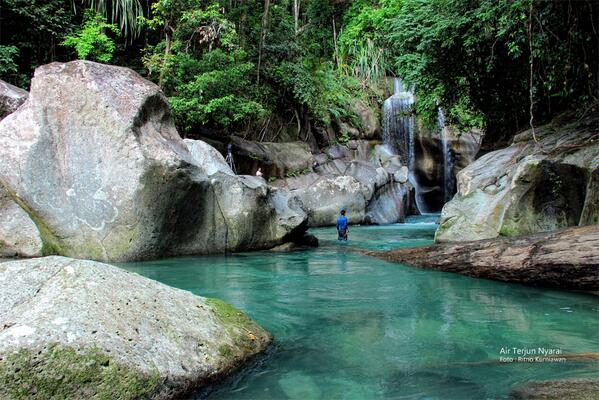 Air Terjun Nyarai
Foto : Ritno Kurniawan